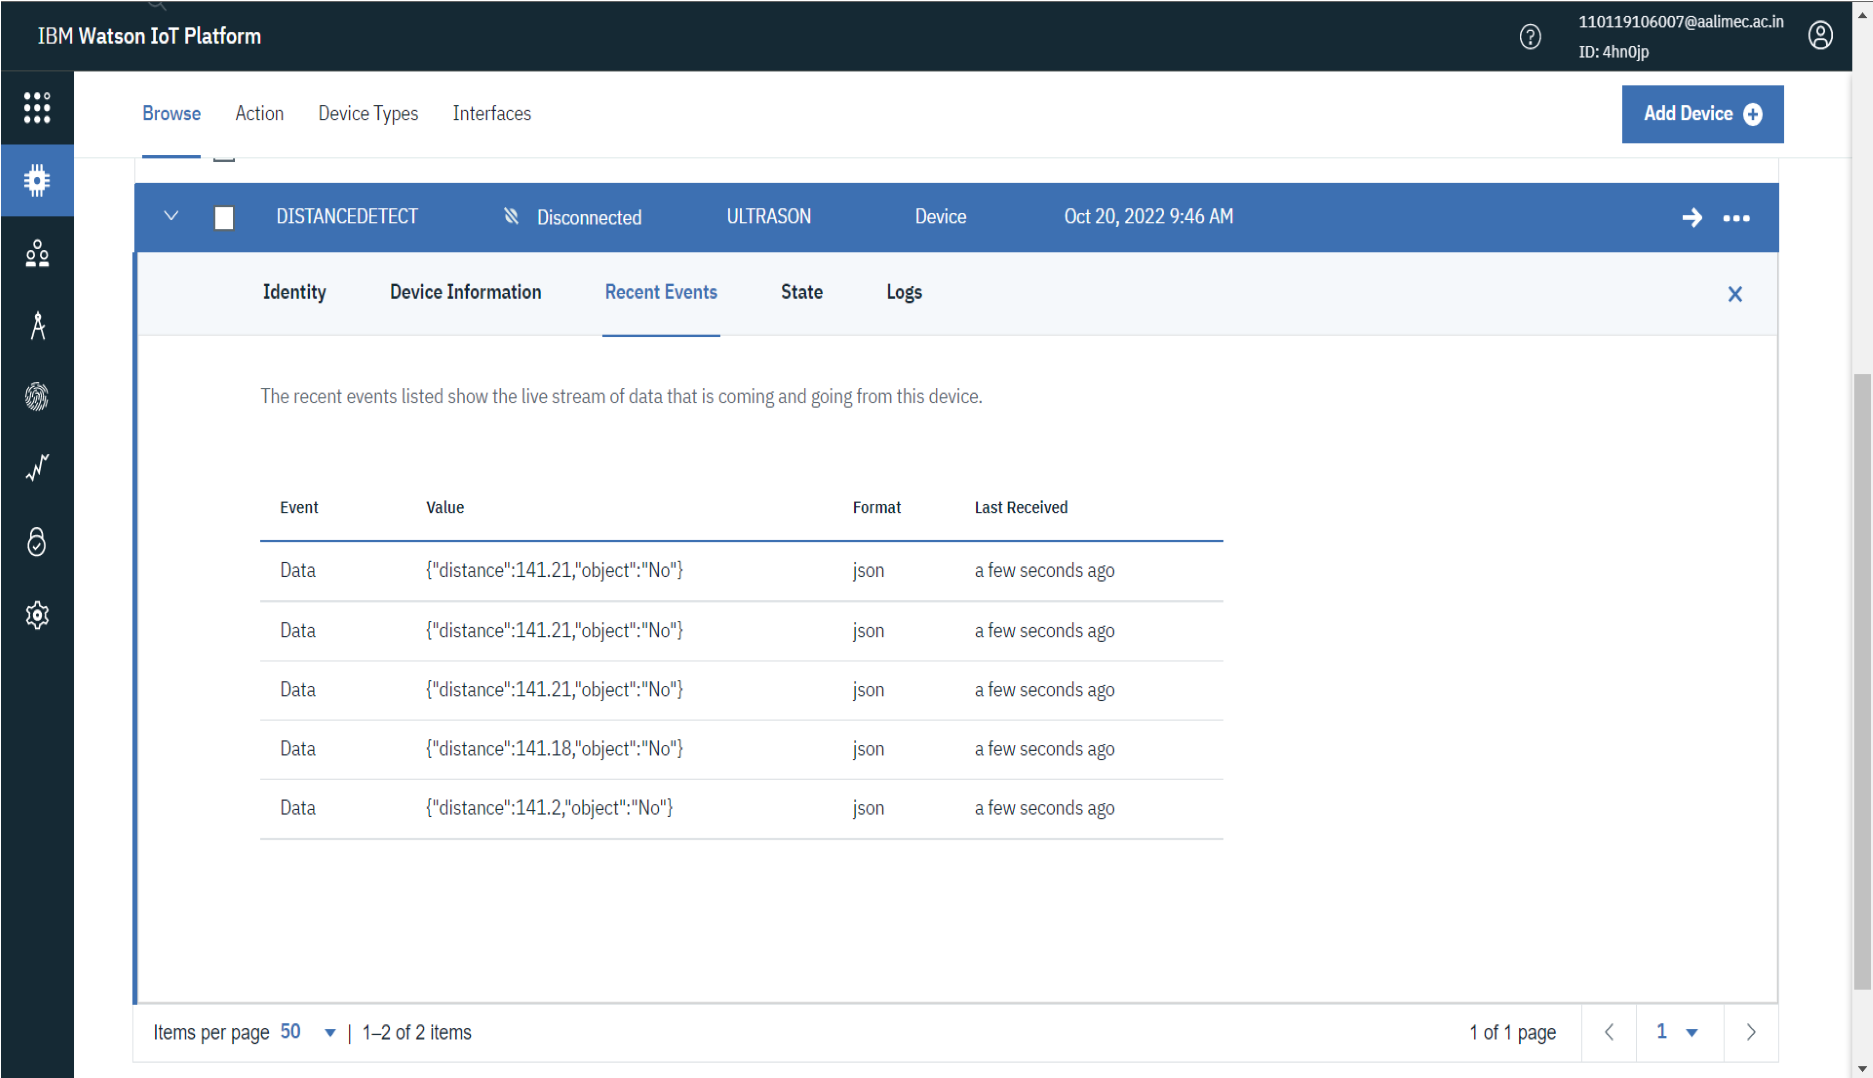 IBM Watson IoT Platform
110119106007@aalimec.ac.in
ID: 4hn0jp
Browse Action Device Types Interfaces
Add Device
DISTANCEDETECT Disconnected ULTRASON Device Oct 20, 2022 9:46 AM
Identity Device Information Recent Events State Logs
The recent events listed show the live stream of data that is coming and going from this device.
Event Value Format Last Received
Data {"distance":141.21,"object":"No"} json a few seconds ago
Data {"distance":141.21,"object":"No"} json a few seconds ago
Data {"distance":141.21,"object":"No"} json a few seconds ago
Data {"distance":141.18,"object":"No"} json a few seconds ago
Data {"distance":141.2,"object":"No"} json a few seconds ago
Items per page 50 | 1–2 of 2 items 1 of 1 page 1